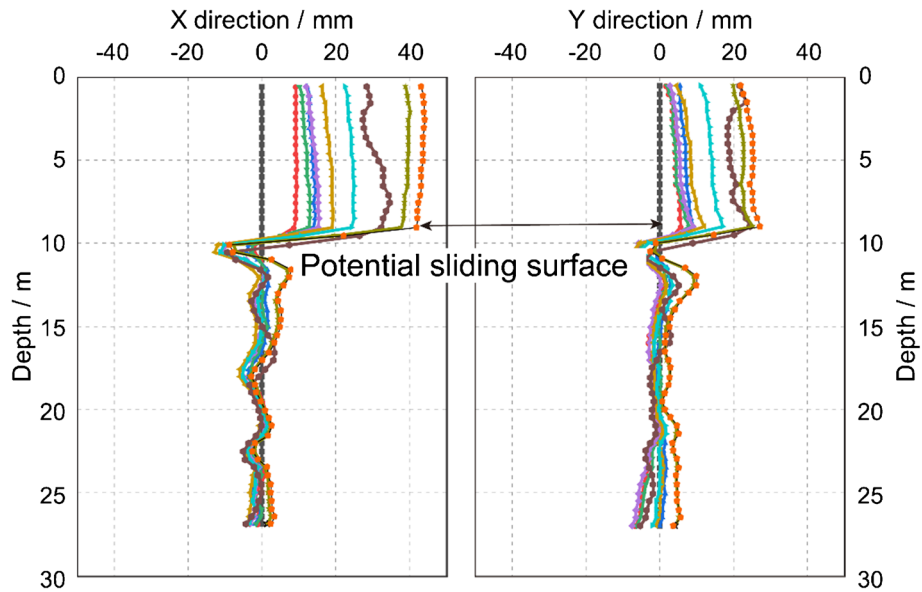 X direction / mm Y direction / mm
-40 -20 0 20 40 -40 -20 0 20 40
0 0
5 5
10 10
Potential sliding surface
15 15
20 20
25 25
30 30
Depth / m
Depth / m